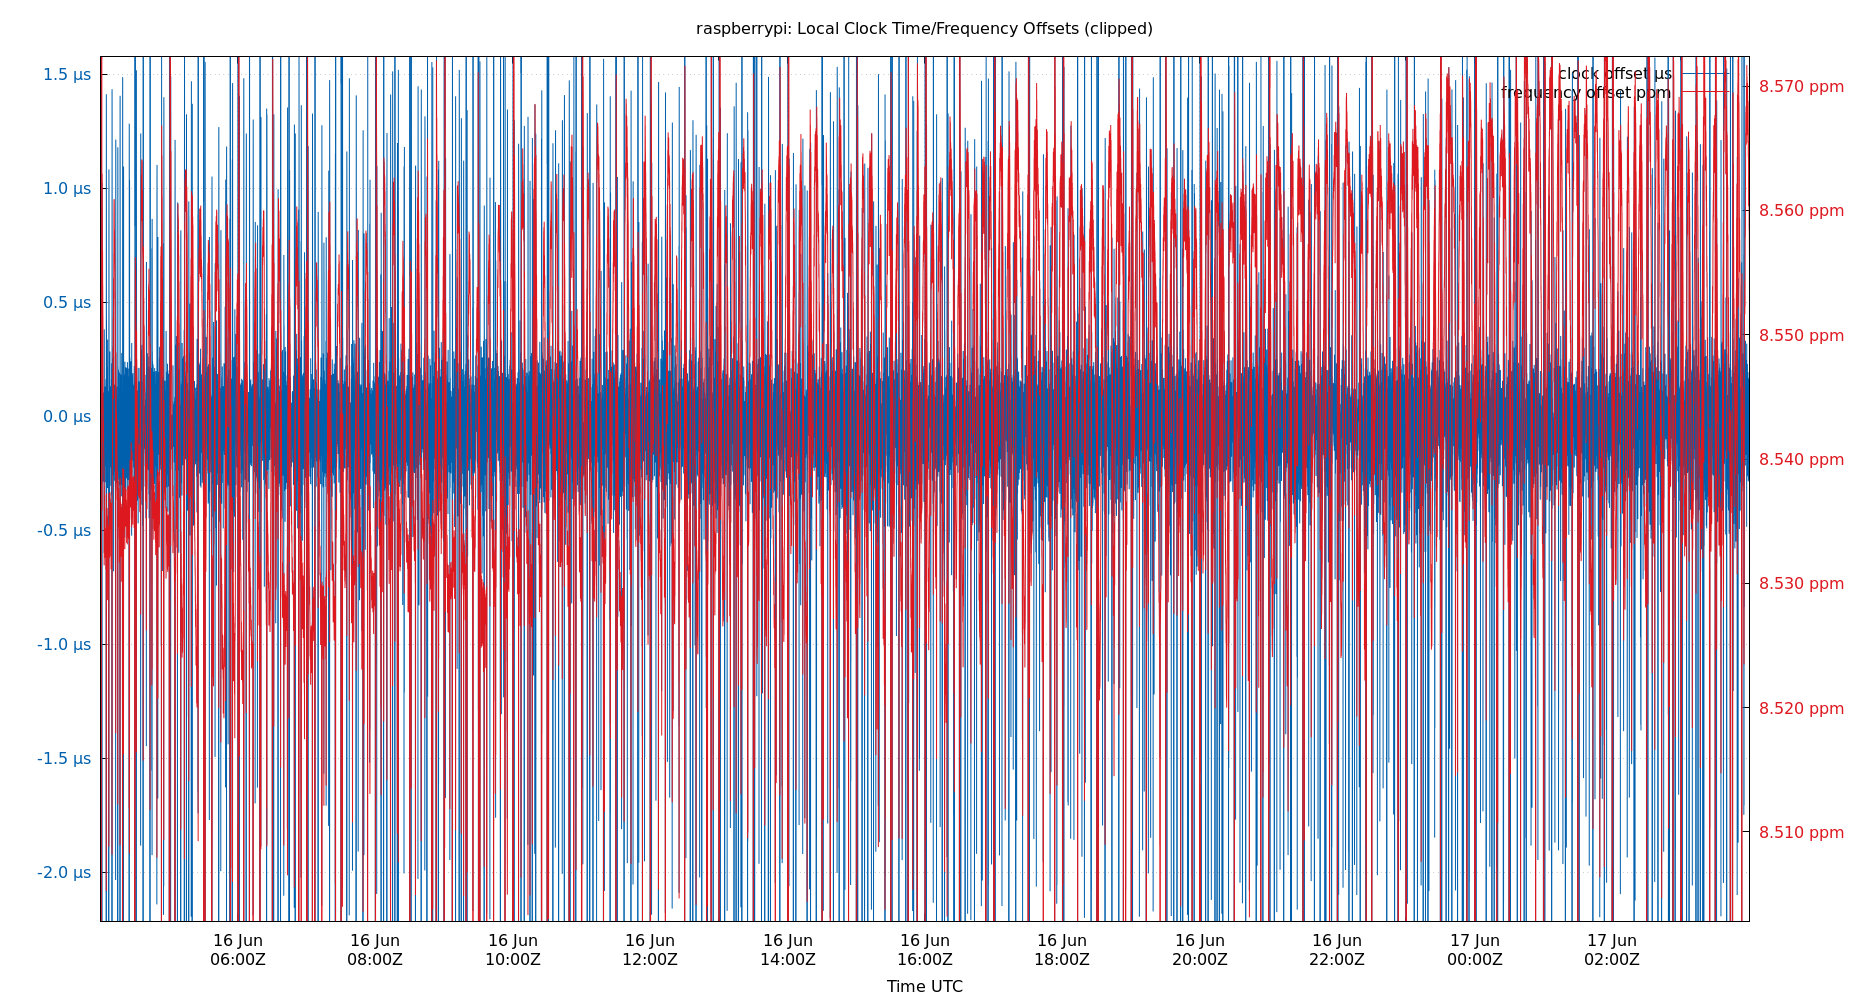 raspberrypi: Local Clock Time/Frequency Offsets (clipped)
clock offset µs
frequency offset ppm
1.5 µs
1.0 µs
0.5 µs
0.0 µs
-0.5 µs
-1.0 µs
-1.5 µs
-2.0 µs
8.570 ppm
8.560 ppm
8.550 ppm
8.540 ppm
8.530 ppm
8.520 ppm
8.510 ppm
16 Jun 16 Jun 16 Jun 16 Jun 16 Jun 16 Jun 16 Jun 16 Jun 16 Jun 17 Jun 17 Jun
06:00Z 08:00Z 10:00Z 12:00Z 14:00Z 16:00Z 18:00Z 20:00Z 22:00Z 00:00Z 02:00Z
Time UTC